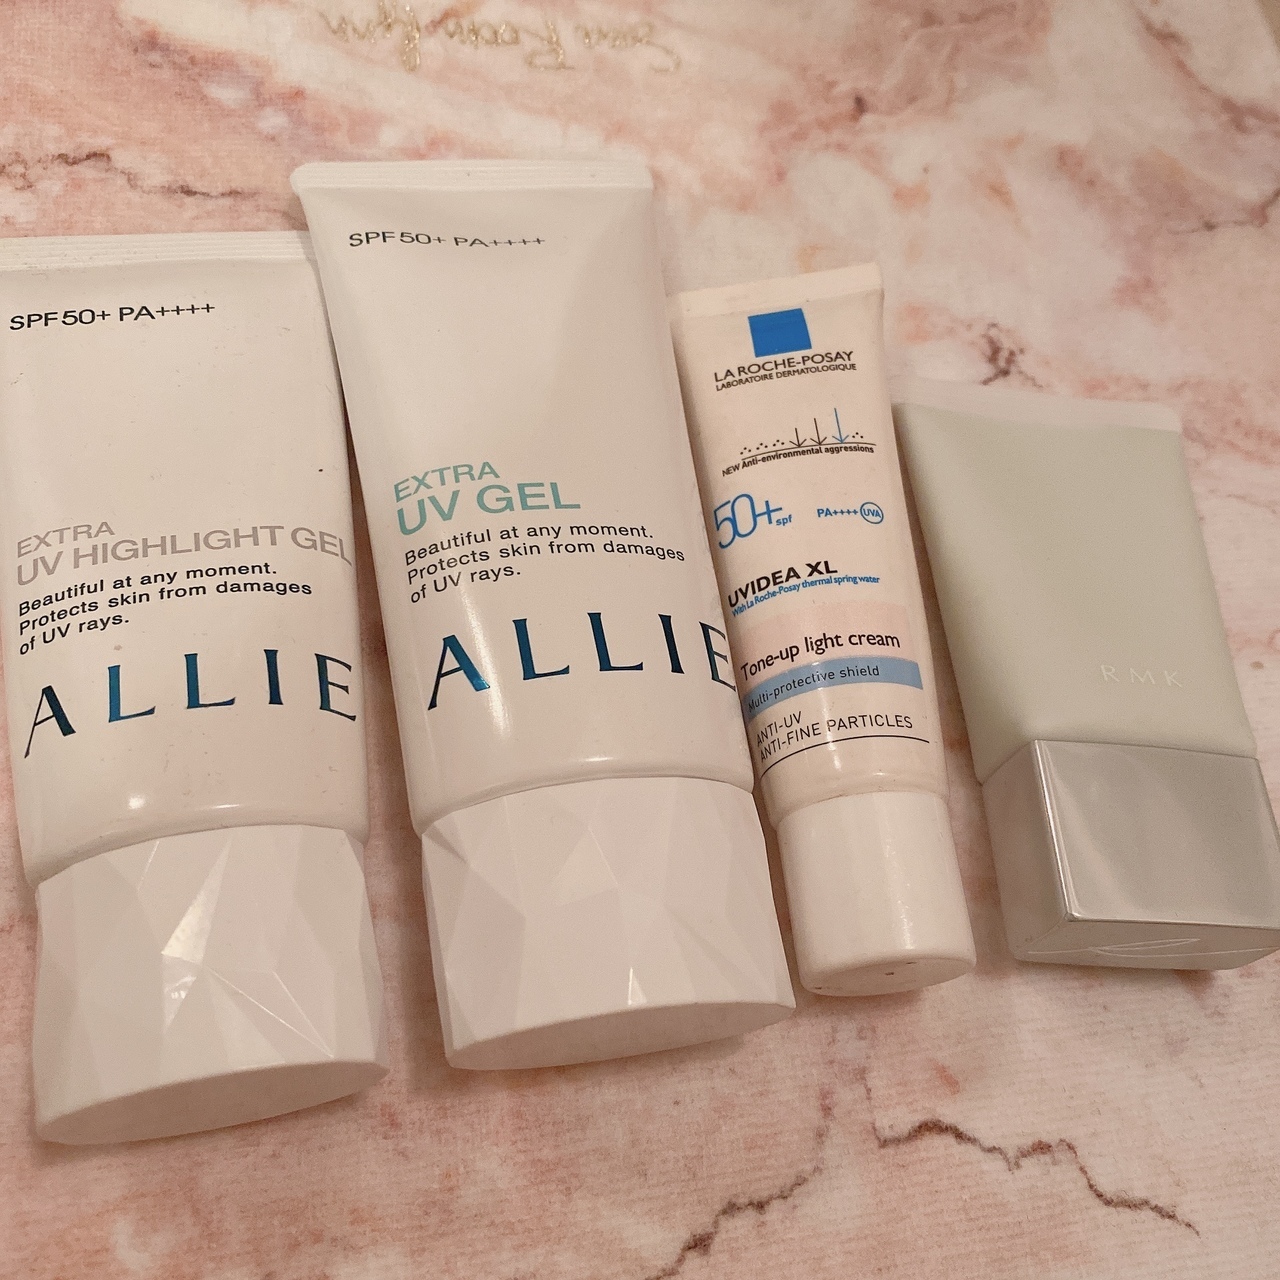 SPF50+ PA++++
EXTRA
UV HIGHLIGHT GEL
Beautiful at any moment.
Protects skin from damages
of UV rays.
ALLIE
SPF50+ PA++++
EXTRA
UV GEL
Beautiful at any moment.
Protects skin from damages
of UV rays.
ALLIE
LA ROCHE-POSAY
LABORATOIRE DERMATOLOGIQUE
NEW Anti-environmental aggressions
50+ spf PA++++ UVA
UVIDEA XL
With La Roche-Posay thermal spring water
Tone-up light cream
Multi-protective shield
ANTI-UV
ANTI-FINE PARTICLES
RMK